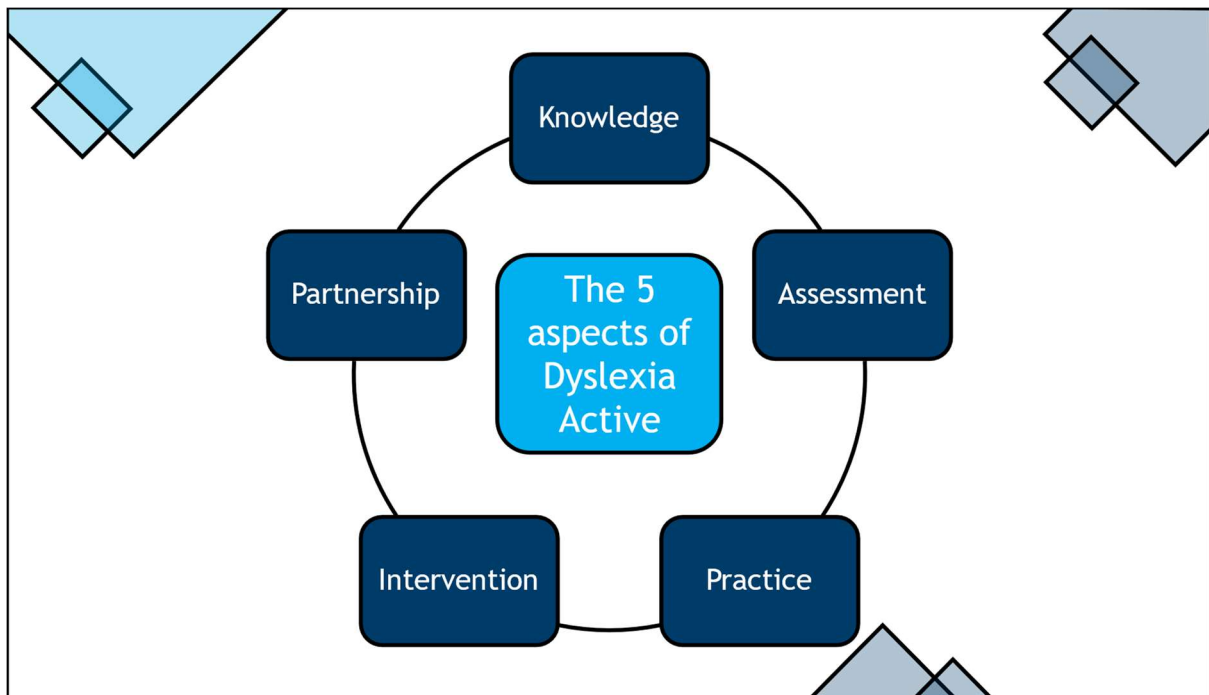 Knowledge
Partnership
The 5
aspects of
Dyslexia
Active
Assessment
Intervention
Practice